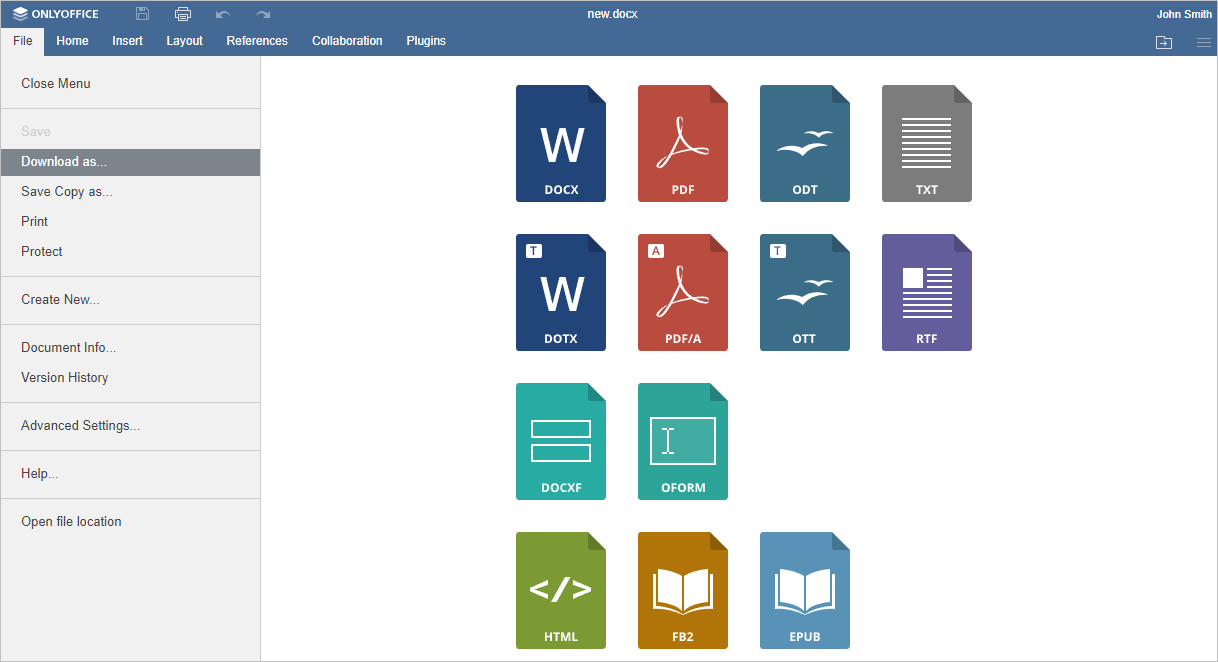 ONLYOFFICE
new.docx
John Smith
File Home Insert Layout References Collaboration Plugins
Close Menu
Save
Download as...
Save Copy as...
Print
Protect
Create New...
Document Info...
Version History
Advanced Settings...
Help...
Open file location
W
DOCX
PDF
ODT
TXT
T
W
DOTX
A
PDF/A
T
OTT
RTF
DOCXF
OFORM
</>
HTML
FB2
EPUB